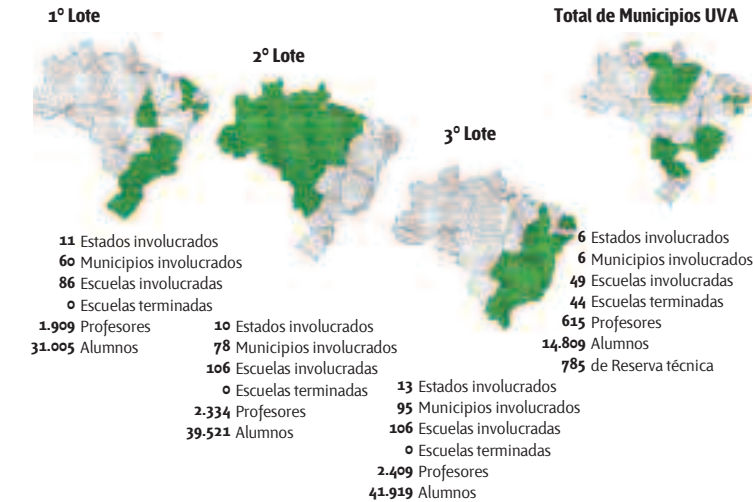 1° Lote
11 Estados involucrados
60 Municipios involucrados
86 Escuelas involucradas
0 Escuelas terminadas
1.909 Profesores
31.005 Alumnos
2° Lote
10 Estados involucrados
78 Municipios involucrados
106 Escuelas involucradas
0 Escuelas terminadas
2.334 Profesores
39.521 Alumnos
3° Lote
13 Estados involucrados
95 Municipios involucrados
106 Escuelas involucradas
0 Escuelas terminadas
2.409 Profesores
41.919 Alumnos
Total de Municipios UVA
6 Estados involucrados
6 Municipios involucrados
49 Escuelas involucradas
44 Escuelas terminadas
615 Profesores
14.809 Alumnos
785 de Reserva técnica